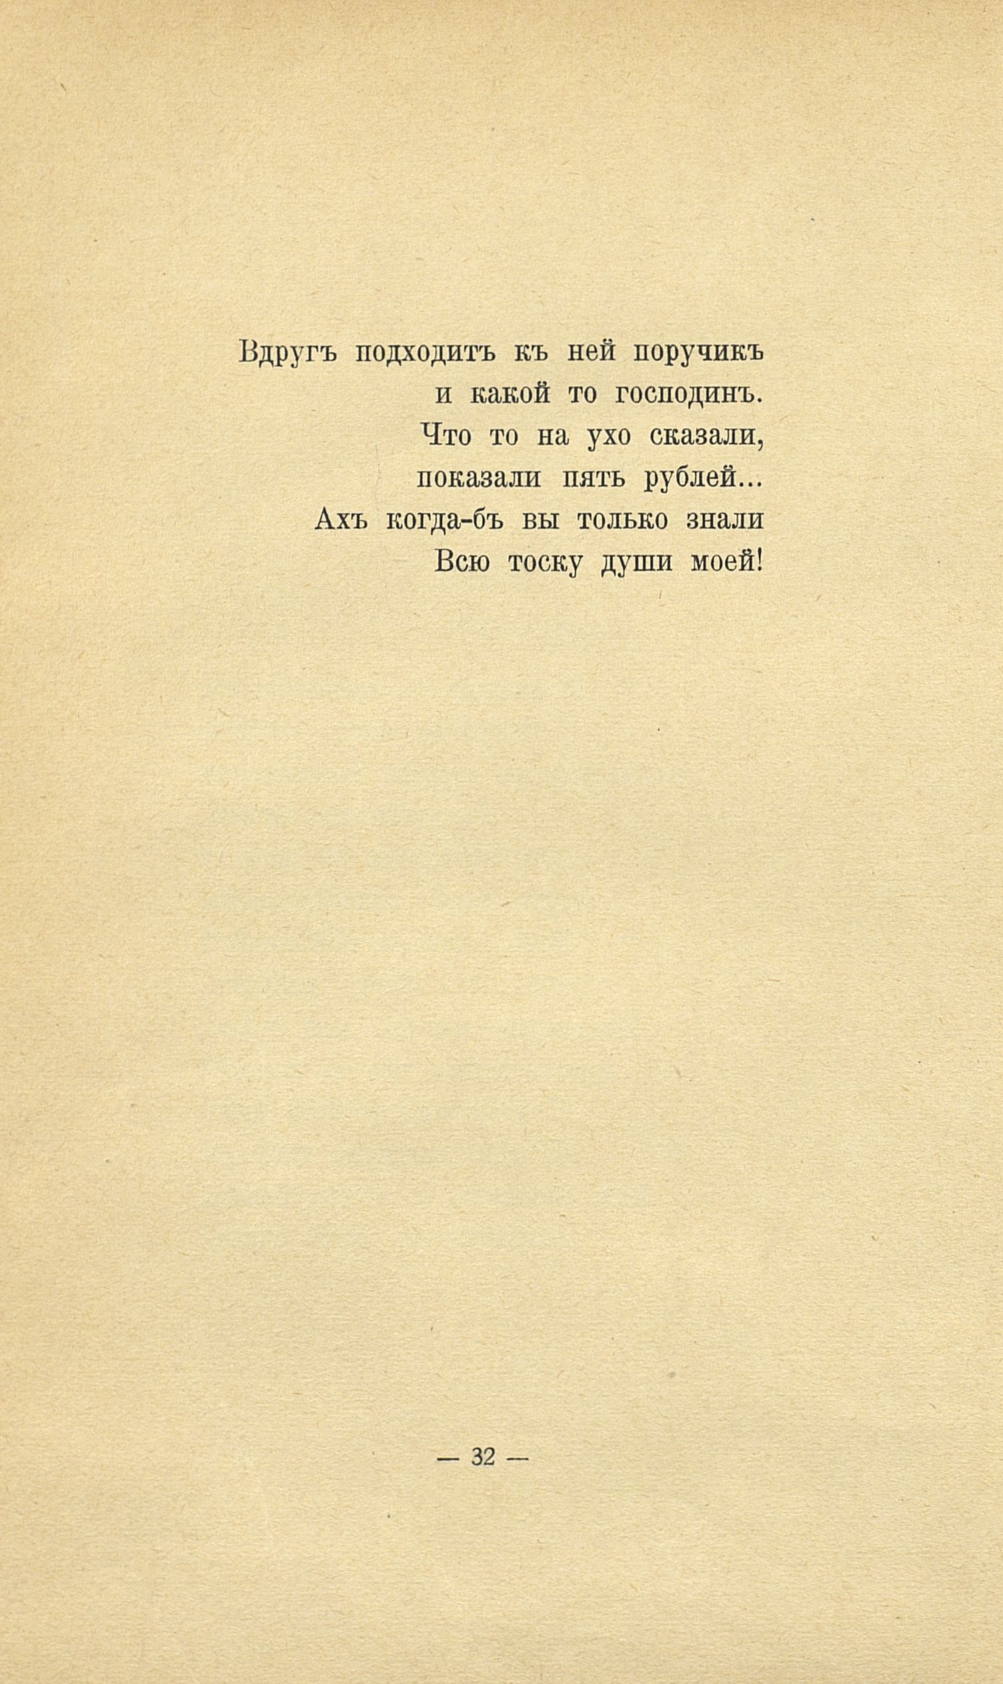 Вдругъ подходитъ къ ней поручикъ
и какой то господинъ.
Что то на ухо сказали,
показали пять рублей...
Ахъ когда-бъ вы только знали
Всю тоску души моей!
— 32 —